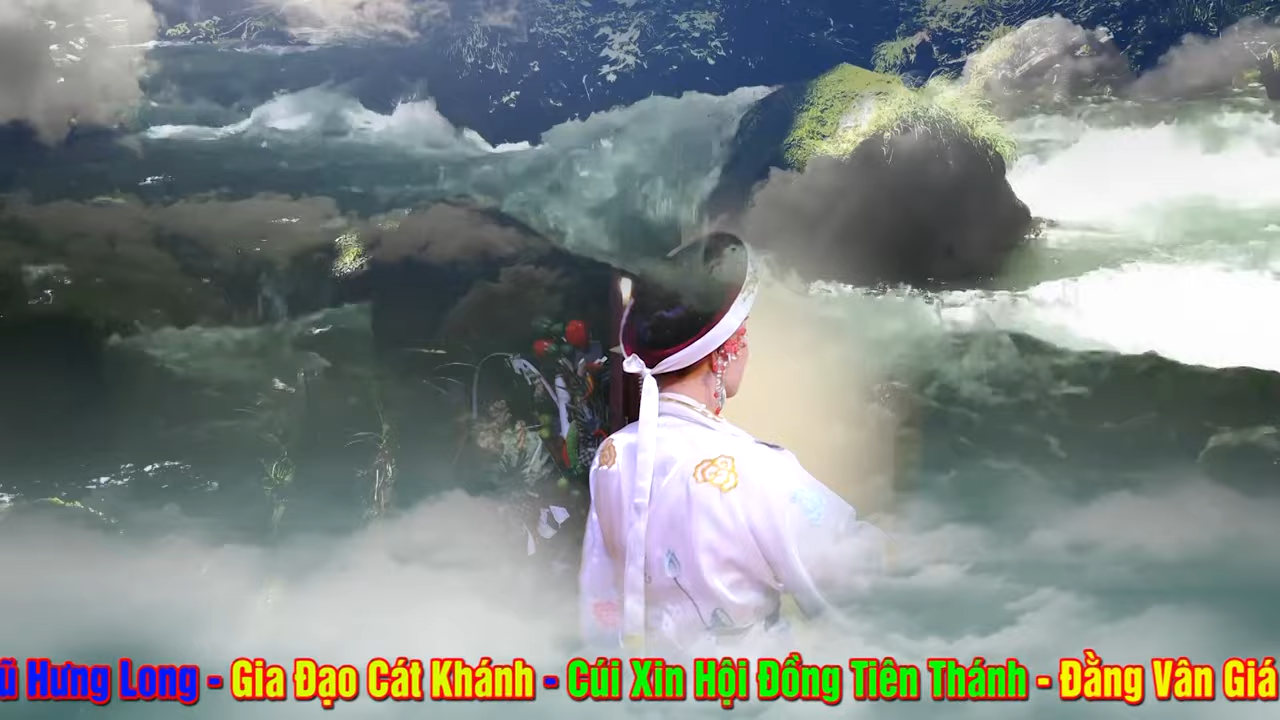 Hưng Long - Gia Đạo Cát Khánh - Cúi Xin Hội Đồng Tiên Thánh - Đằng Vân Giá